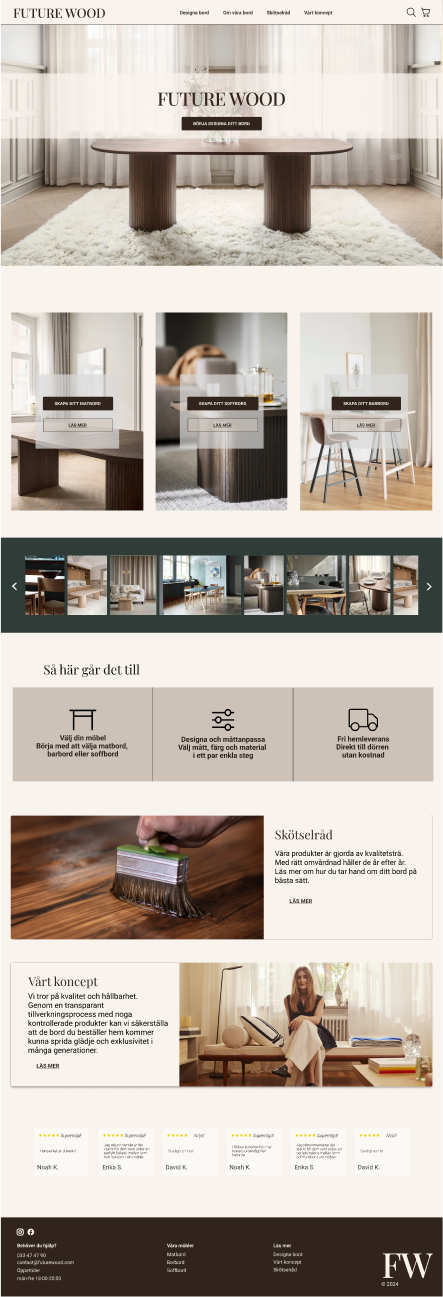 FUTURE WOOD
Designa bord Om våra bord Skötselråd Vårt koncept
FUTURE WOOD
BÖRJA DESIGNA DITT BORD
SKAPA DITT MATBORD
LÄS MER
SKAPA DITT SOFFBORD
LÄS MER
SKAPA DITT BARBORD
LÄS MER
Så här går det till
Välj din möbel
Börja med att välja matbord,
barbord eller soffbord
Designa och måttanpassa
Välj mått, färg och material
i ett par enkla steg
Fri hemleverans
Direkt till dörren
utan kostnad
Skötselråd
Våra produkter är gjorda av kvalitetsträ.
Med rätt omvårdnad håller de år efter år.
Läs mer om hur du tar hand om ditt bord på
bästa sätt.
LÄS MER
Vårt koncept
Vi tror på kvalitet och hållbarhet.
Genom en transparant
tillverkningsprocess med noga
kontrollerade produkter kan vi säkerställa
att de bord du beställer hem kommer
kunna sprida glädje och exklusivitet i
många generationer.
LÄS MER
Supernöjd!
Noah K.
Supernöjd!
Erika S.
Nöjd!
David K.
Supernöjd!
Noah K.
Supernöjd!
Erika S.
Nöjd!
David K.
Behöver du hjälp?
033-47 47 90
contact@futurewood.com
Öppettider
mån-fre 10:00-20:00
Våra möbler
Matbord
Barbord
Soffbord
Läs mer
Designa bord
Vårt koncept
Skötselråd
FW
© 2024